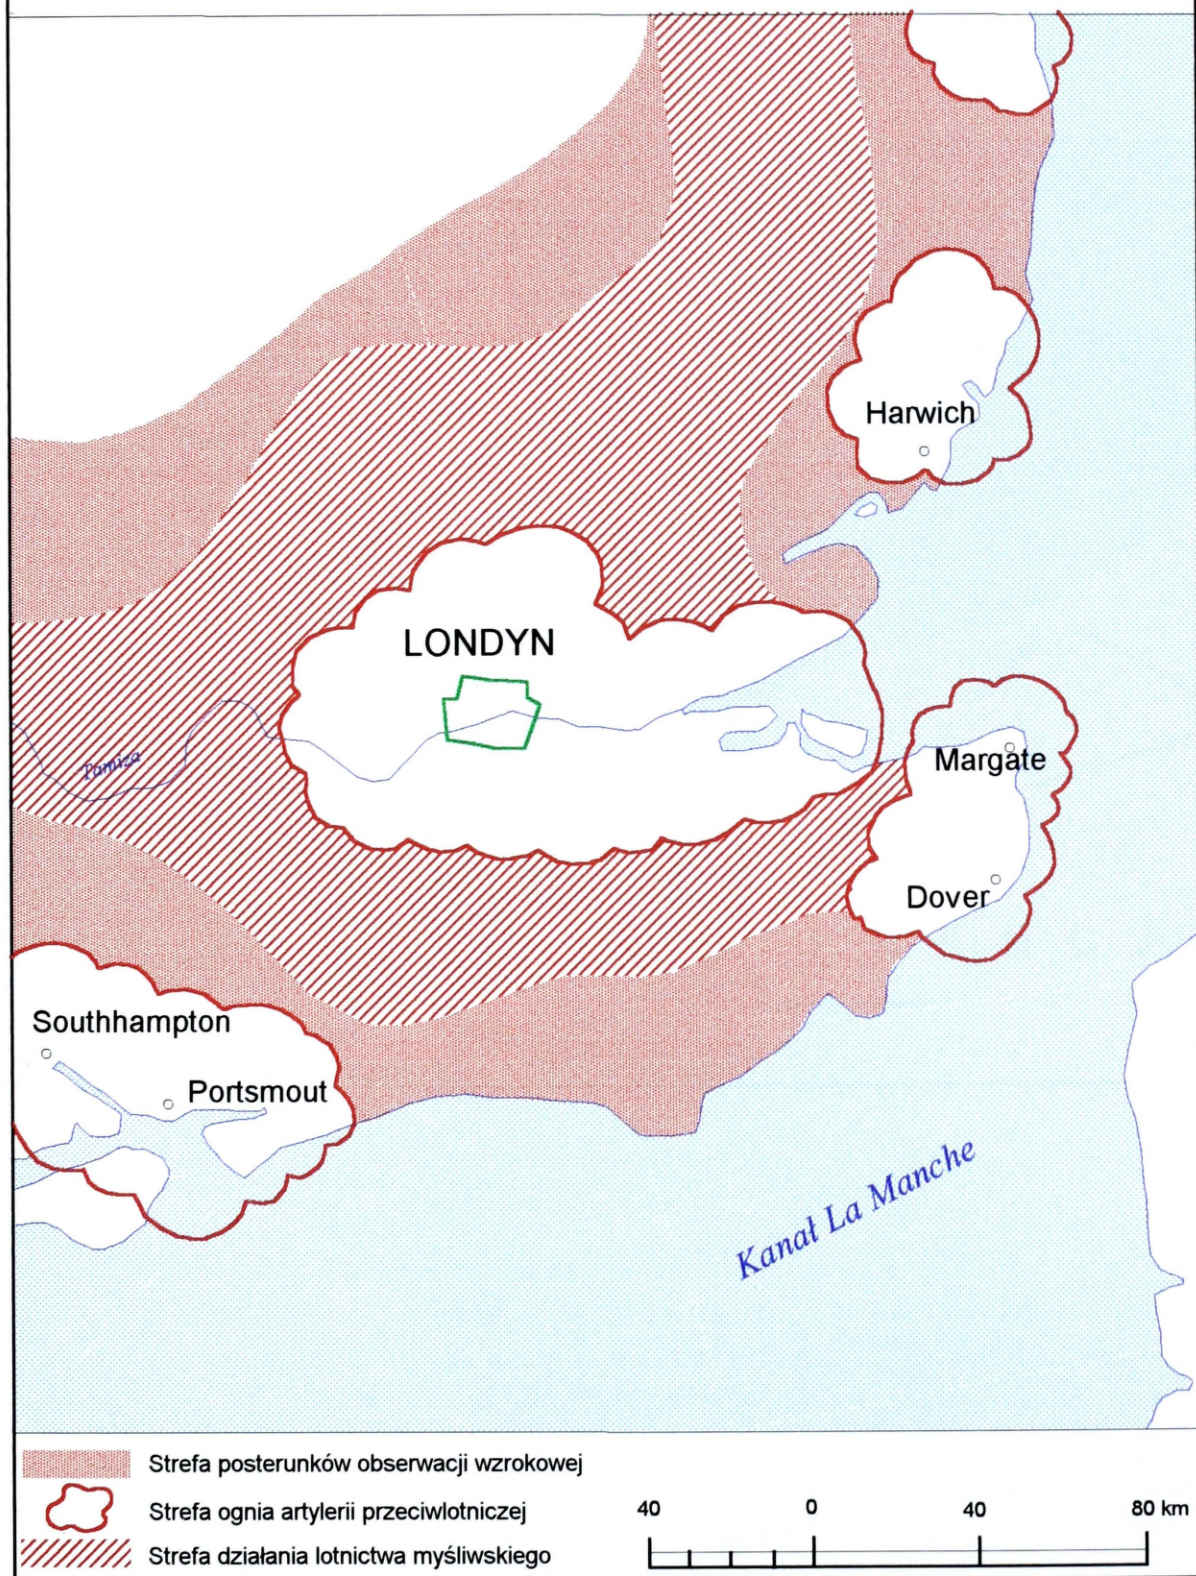 Harwich
LONDYN
Tamiza
Margate
Dover
Southhampton
Portsmout
Kanał La Manche
Strefa posterunków obserwacji wzrokowej
Strefa ognia artylerii przeciwlotniczej
Strefa działania lotnictwa myśliwskiego
40 0 40 80 km